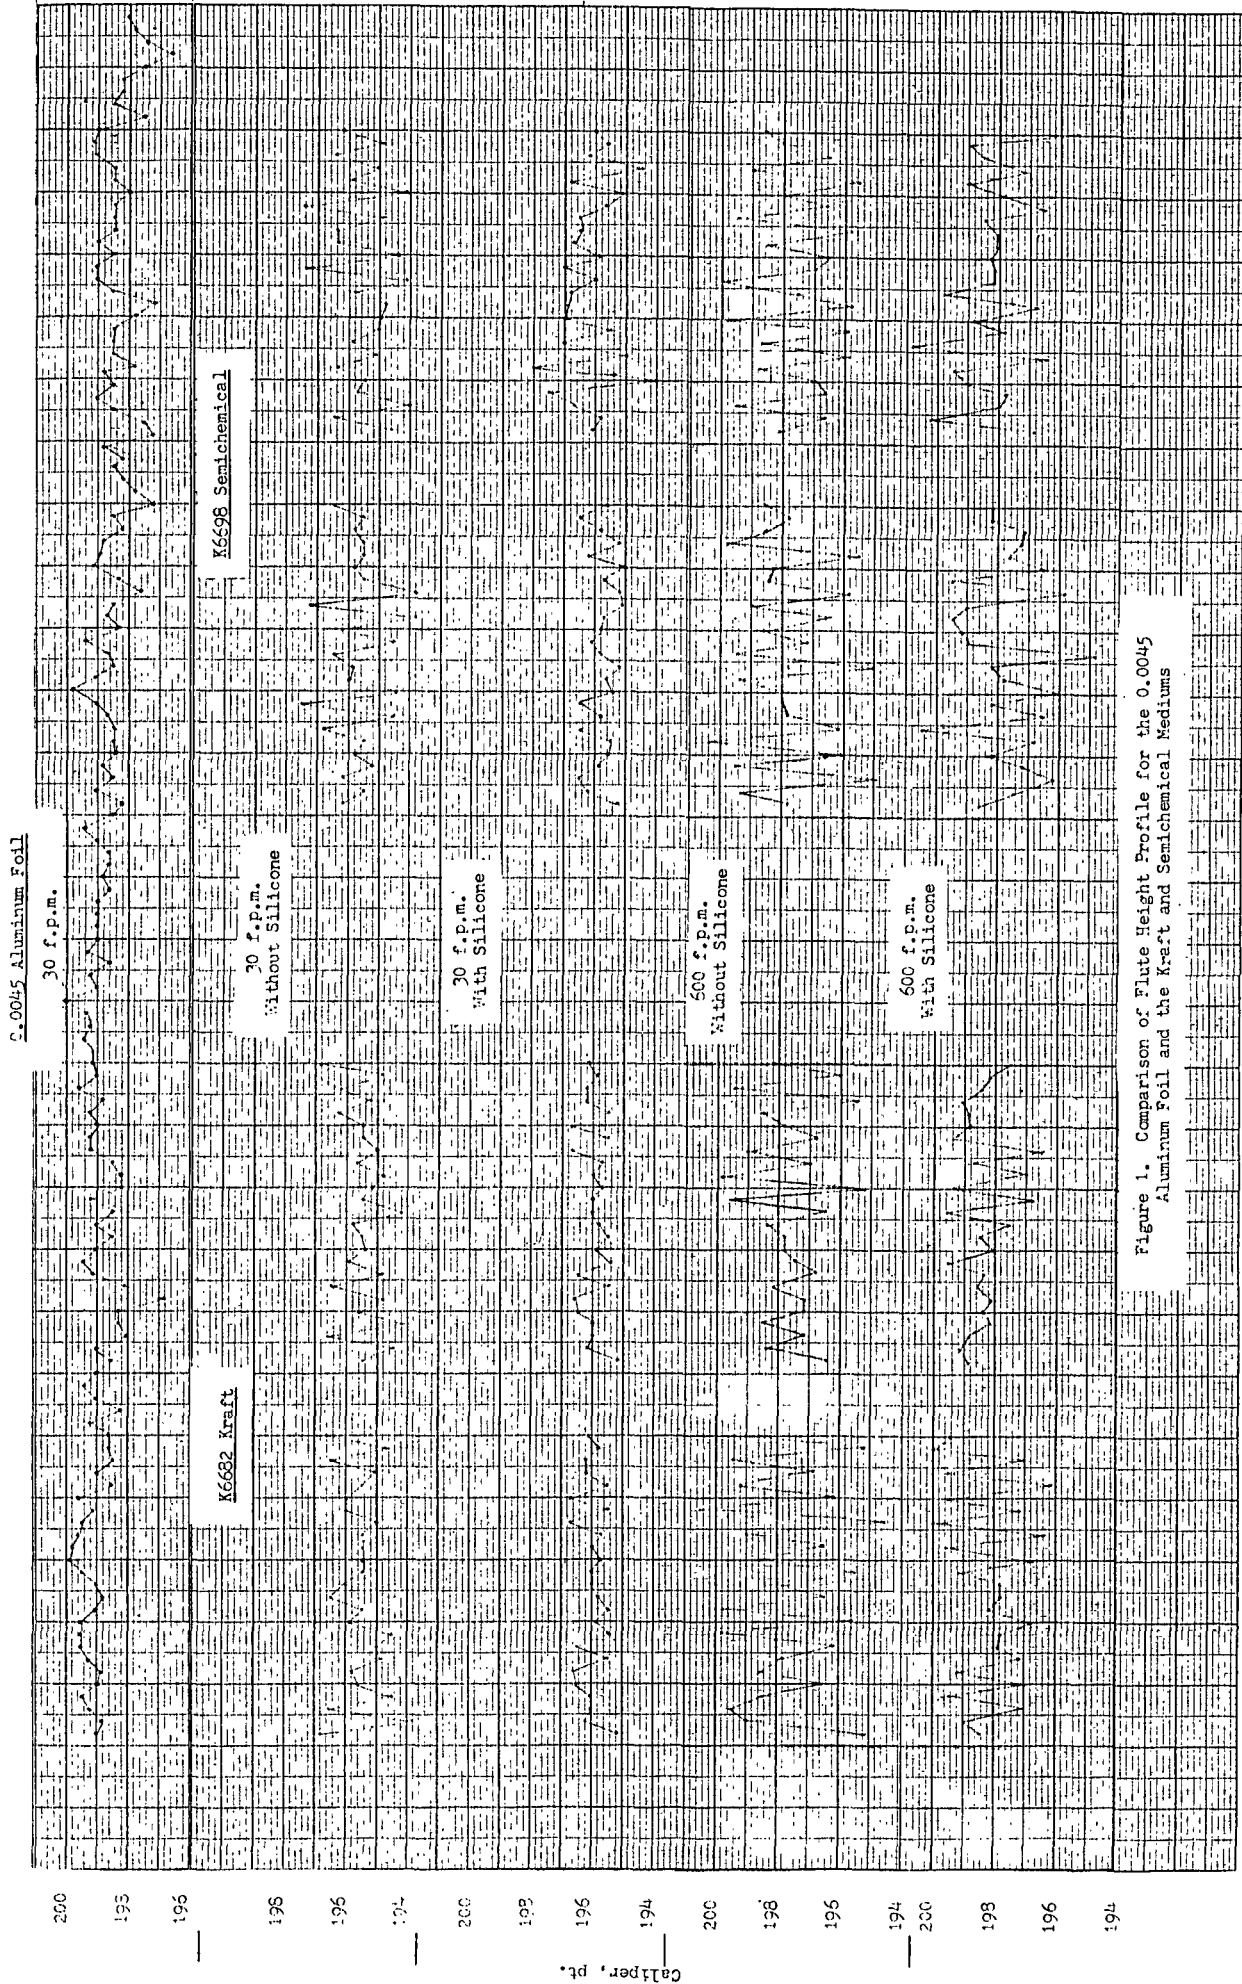 0.0045 Aluminum Foil
30 f.p.m.
200
198
196
K6682 Kraft
K6698 Semichemical
30 f.p.m.
Without Silicone
198
196
194
30 f.p.m.
With Silicone
200
198
196
194
600 f.p.m.
Without Silicone
200
198
196
194
600 f.p.m.
With Silicone
200
198
196
194
Caliper, pt.
Figure 1. Comparison of Flute Height Profile for the 0.0045
Aluminum Foil and the Kraft and Semichemical Mediums